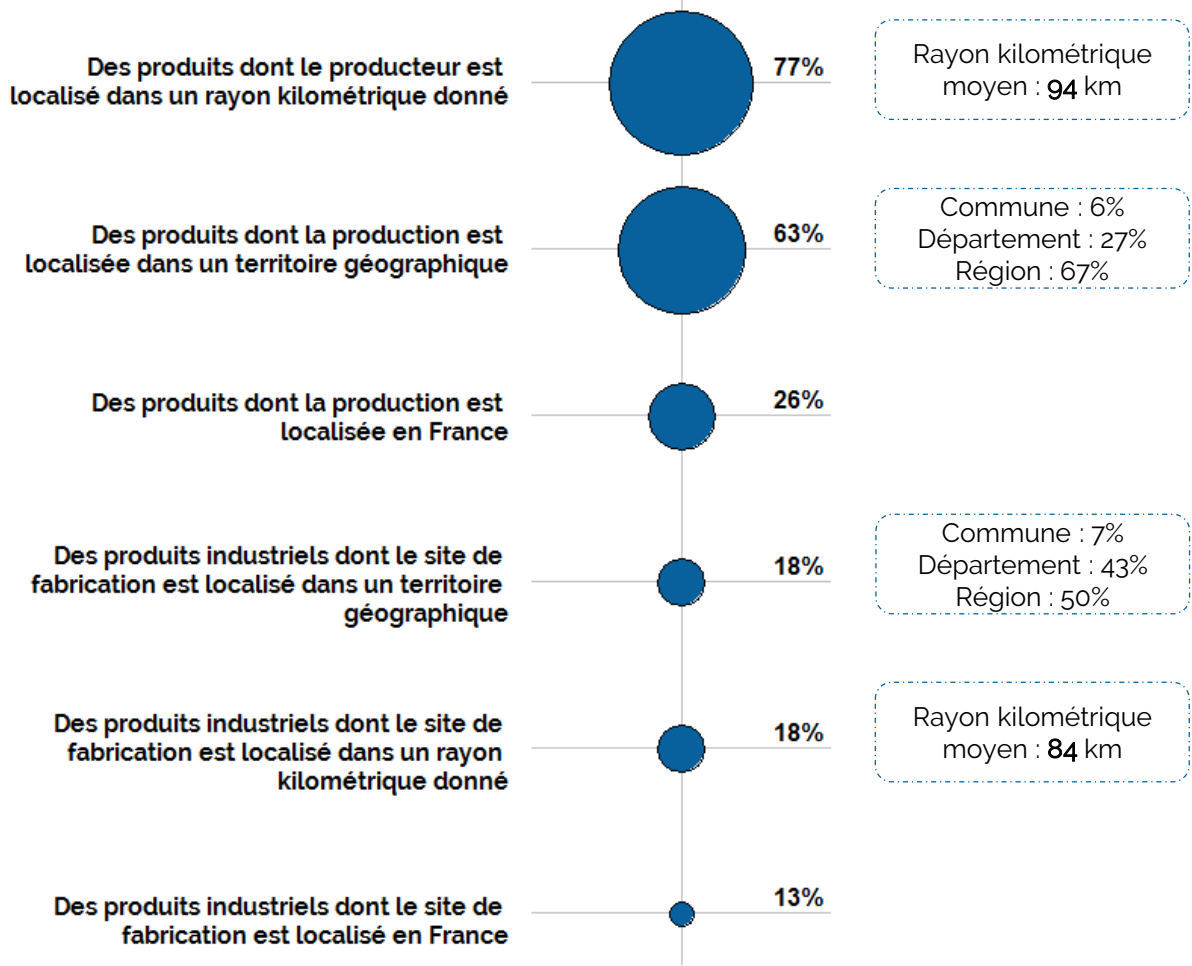 Des produits dont le producteur est
localisé dans un rayon kilométrique donné
77%
Rayon kilométrique
moyen : 94 km
Des produits dont la production est
localisée dans un territoire géographique
63%
Commune : 6%
Département : 27%
Région : 67%
Des produits dont la production est
localisée en France
26%
Des produits industriels dont le site de
fabrication est localisé dans un territoire
géographique
18%
Commune : 7%
Département : 43%
Région : 50%
Des produits industriels dont le site de
fabrication est localisé dans un rayon
kilométrique donné
18%
Rayon kilométrique
moyen : 84 km
Des produits industriels dont le site de
fabrication est localisé en France
13%